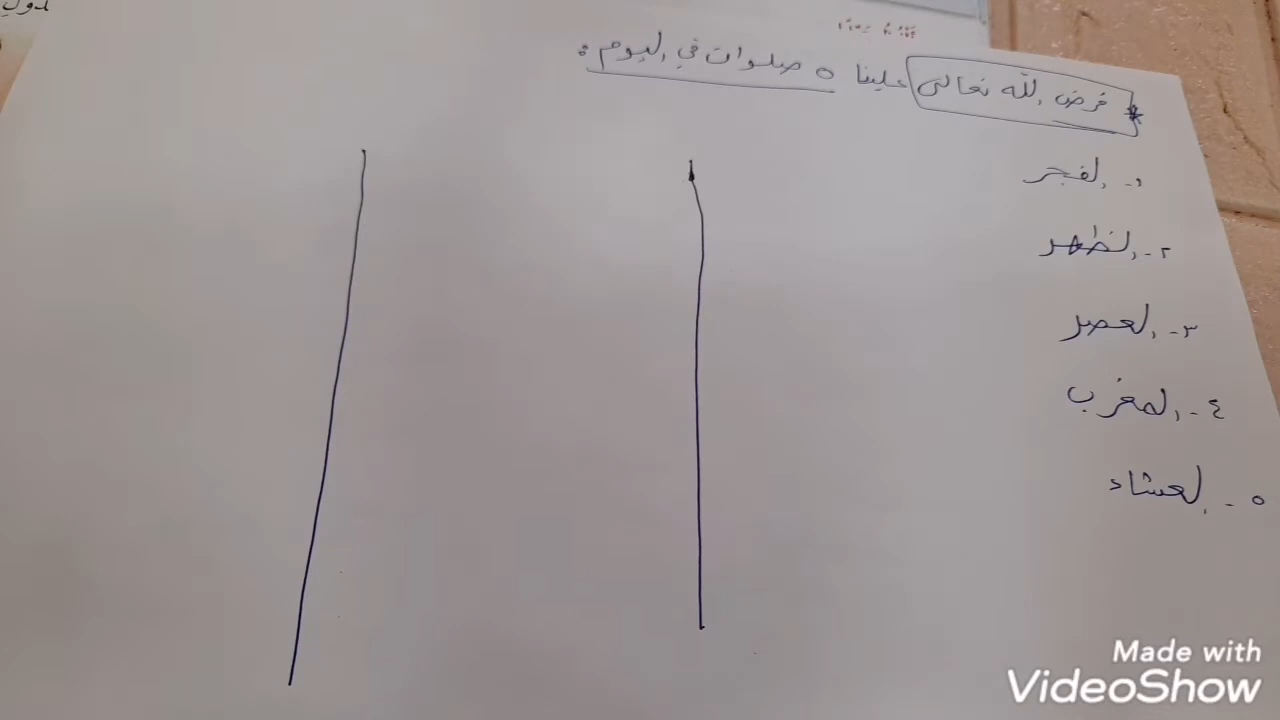 * فرض الله تعالى علينا ٥ صلوات في اليوم :
١- الفجر
٢- الظهر
٣- العصر
٤- المغرب
٥- العشاء
Made with
VideoShow